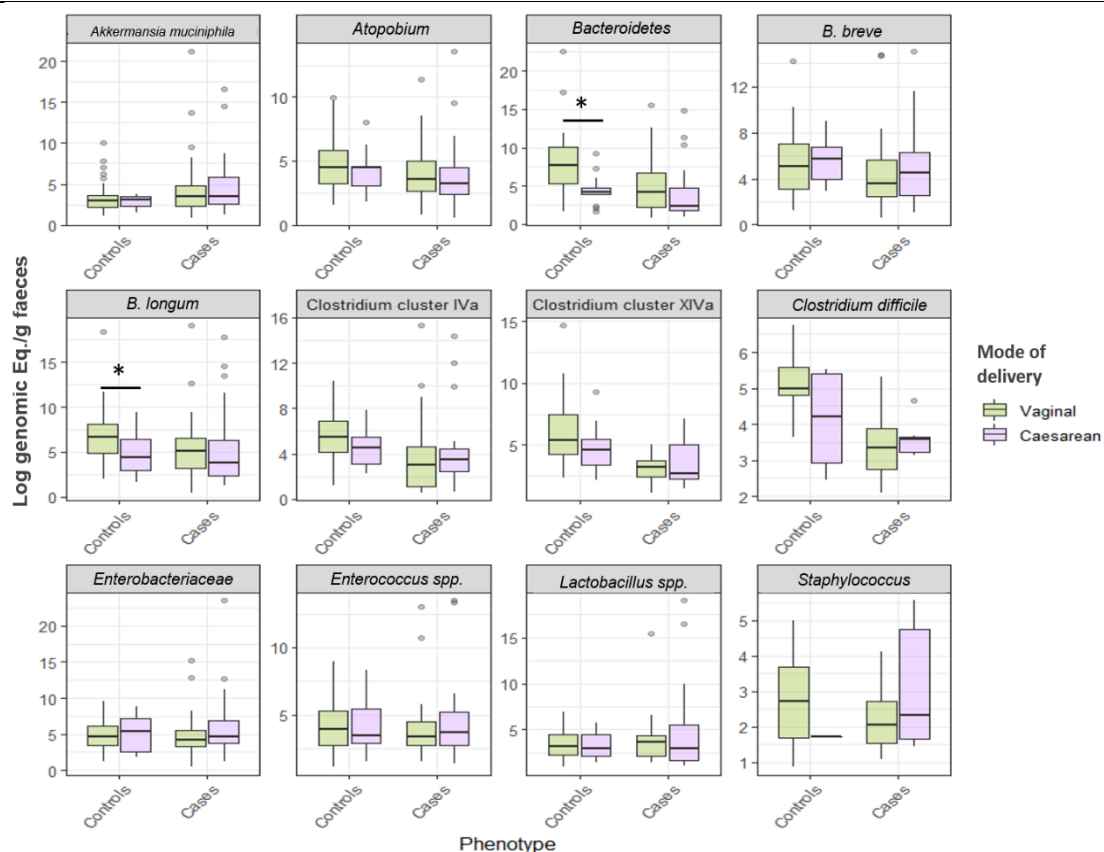 Akkermansia muciniphila
Atopobium
Bacteroidetes
B. breve
20
15
10
5
0
10
5
0
20
15
10
5
0
*
12
8
4
0
Controls
Cases
Controls
Cases
Controls
Cases
Controls
Cases
Log genomic Eq./g faeces
B. longum
Clostridium cluster IVa
Clostridium cluster XIVa
Clostridium difficile
15
10
5
0
*
16
12
8
4
0
15
10
5
6
5
4
3
2
Controls
Cases
Controls
Cases
Controls
Cases
Controls
Cases
Mode of
delivery
Vaginal
Caesarean
Enterobacteriaceae
Enterococcus spp.
Lactobacillus spp.
Staphylococcus
20
15
10
5
0
10
5
15
10
5
5
4
3
2
1
Controls
Cases
Controls
Cases
Controls
Cases
Controls
Cases
Phenotype